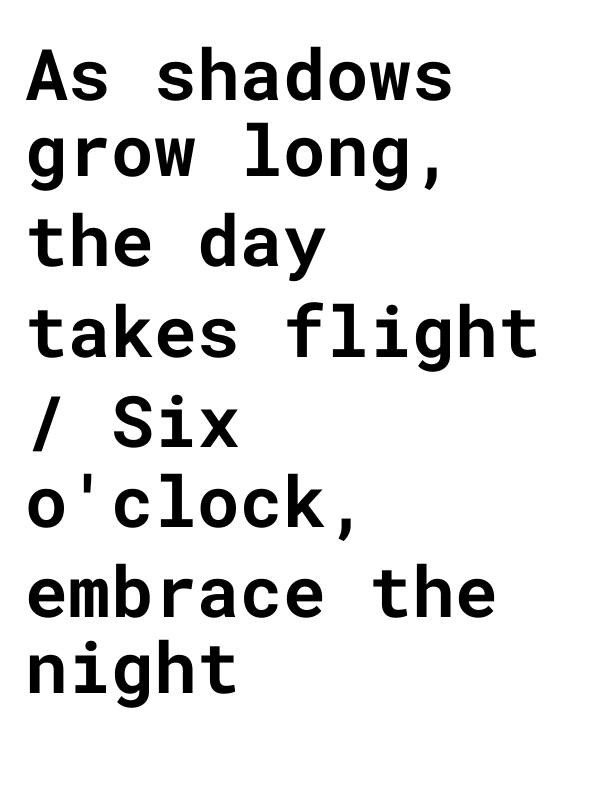 As shadows
grow long,
the day
takes flight
/ Six
o'clock,
embrace the
night